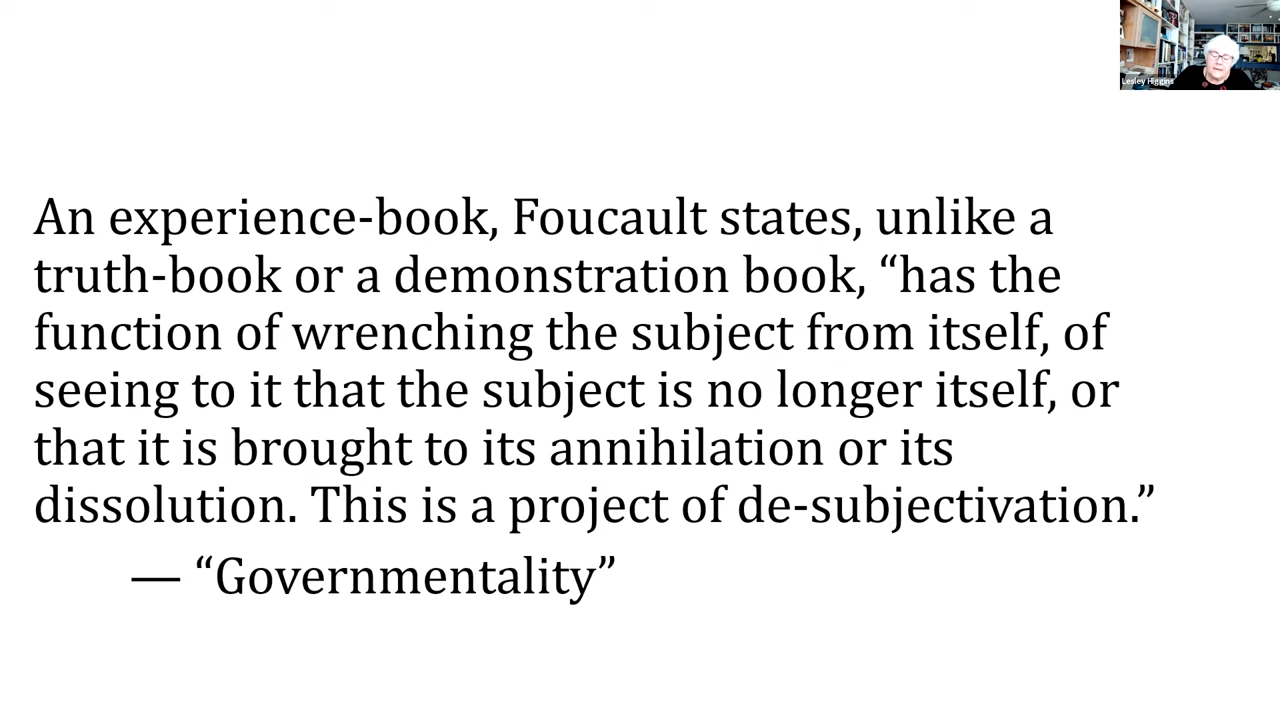 Lesley Higgins
An experience-book, Foucault states, unlike a
truth-book or a demonstration book, “has the
function of wrenching the subject from itself, of
seeing to it that the subject is no longer itself, or
that it is brought to its annihilation or its
dissolution. This is a project of de-subjectivation.”
— “Governmentality”